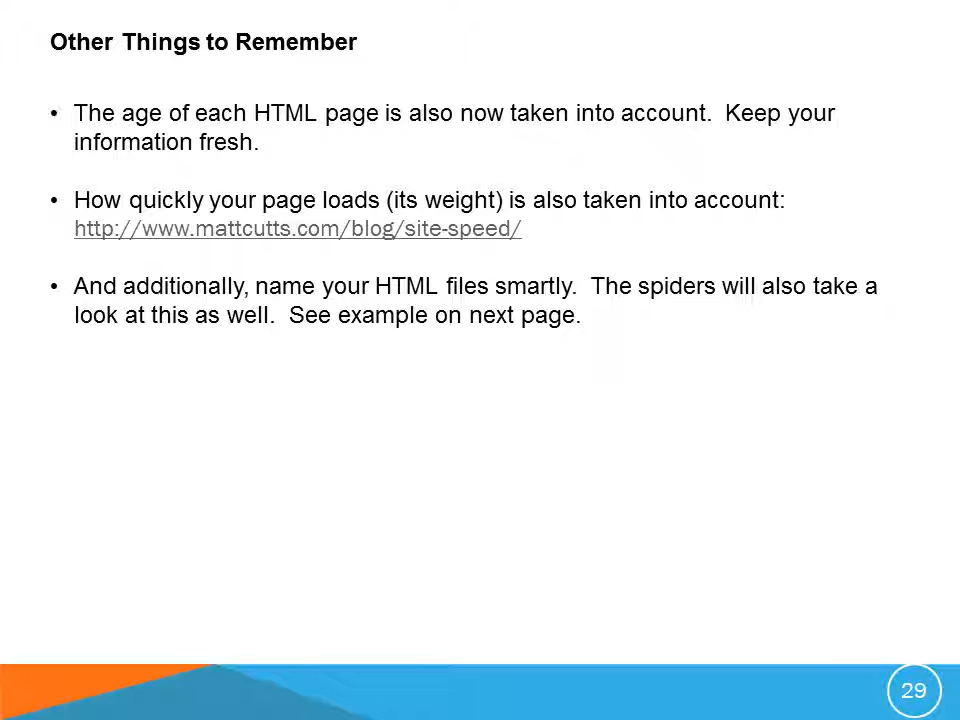 Other Things to Remember
• The age of each HTML page is also now taken into account.  Keep your
information fresh.
• How quickly your page loads (its weight) is also taken into account:
http://www.mattcutts.com/blog/site-speed/
• And additionally, name your HTML files smartly.  The spiders will also take a
look at this as well.  See example on next page.
29